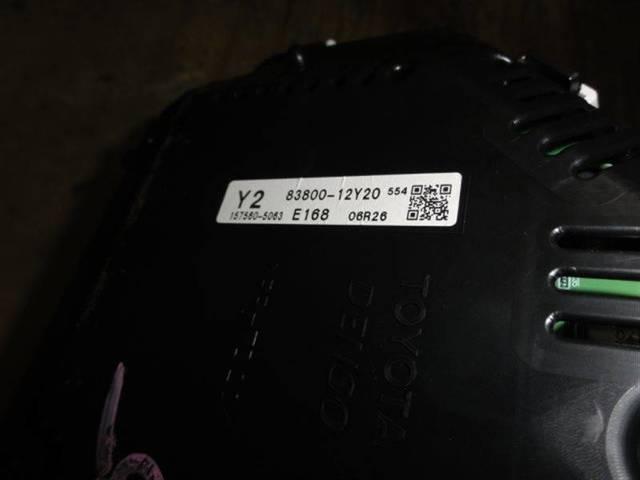 Y2 83800-12Y20 554
157560-5063 E168 06R26
TOYOTA
DENSO